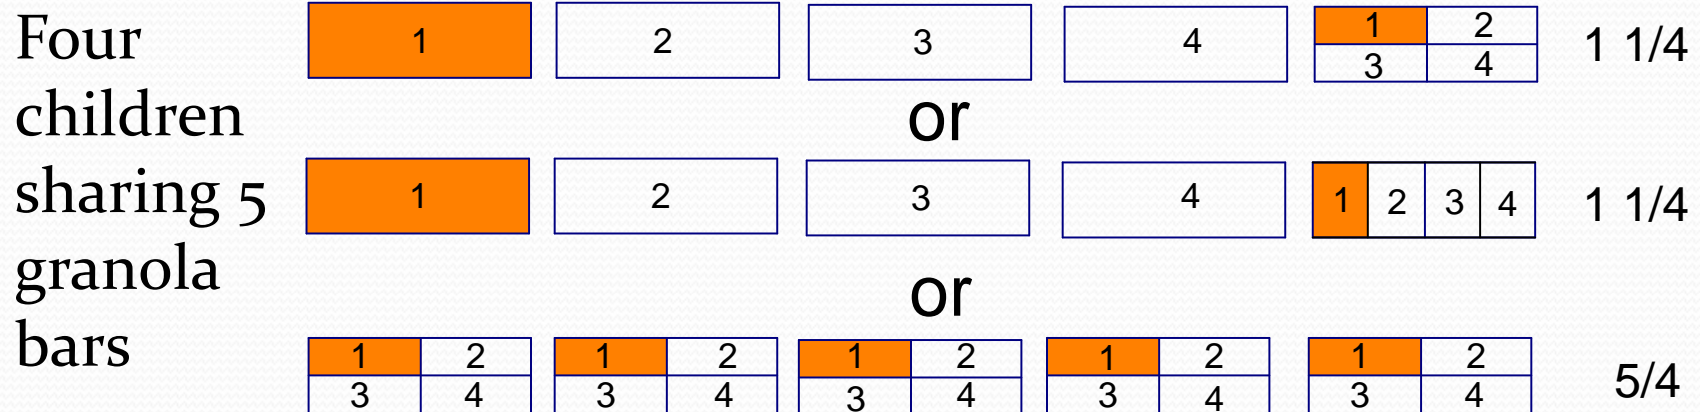 Four
children
sharing 5
granola
bars
1 2 3 4 1 2 1 1/4
3 4
or
1 2 3 4 1 2 3 4 1 1/4
or
1 2 1 2 1 2 1 2 1 2
3 4 3 4 3 4 3 4 3 4 5/4